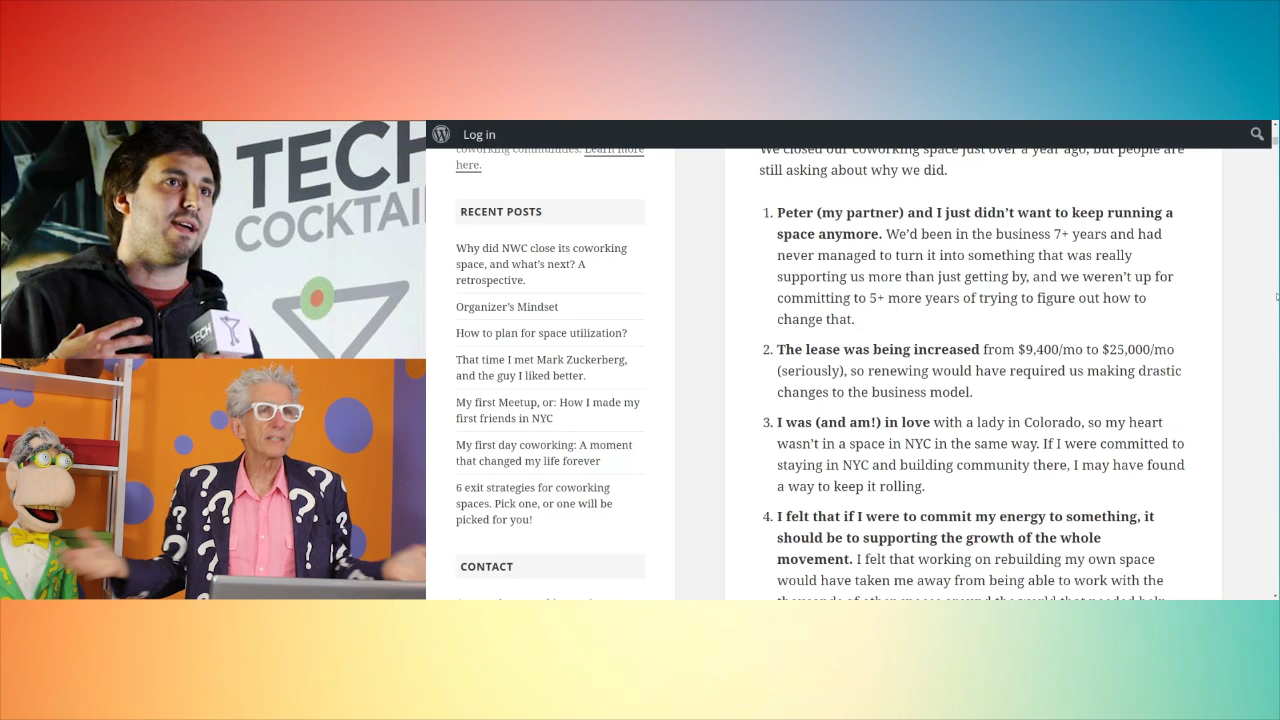 TECH
COCKTAI
TECH
Log in
coworking communities. Learn more
here.
RECENT POSTS
Why did NWC close its coworking
space, and what's next? A
retrospective.
Organizer's Mindset
How to plan for space utilization?
That time I met Mark Zuckerberg,
and the guy I liked better.
My first Meetup, or: How I made my
first friends in NYC
My first day coworking: A moment
that changed my life forever
6 exit strategies for coworking
spaces. Pick one, or one will be
picked for you!
CONTACT
We closed our coworking space just over a year ago, but people are
still asking about why we did.
1. Peter (my partner) and I just didn't want to keep running a
space anymore. We'd been in the business 7+ years and had
never managed to turn it into something that was really
supporting us more than just getting by, and we weren't up for
committing to 5+ more years of trying to figure out how to
change that.
2. The lease was being increased from $9,400/mo to $25,000/mo
(seriously), so renewing would have required us making drastic
changes to the business model.
3. I was (and am!) in love with a lady in Colorado, so my heart
wasn't in a space in NYC in the same way. If I were committed to
staying in NYC and building community there, I may have found
a way to keep it rolling.
4. I felt that if I were to commit my energy to something, it
should be to supporting the growth of the whole
movement. I felt that working on rebuilding my own space
would have taken me away from being able to work with the